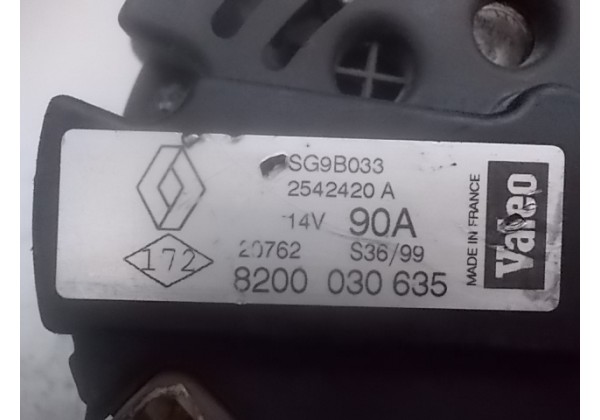 SG9B033
2542420 A
14V 90A
20762 S36/99
172
8200 030 635
MADE IN FRANCE
Valeo